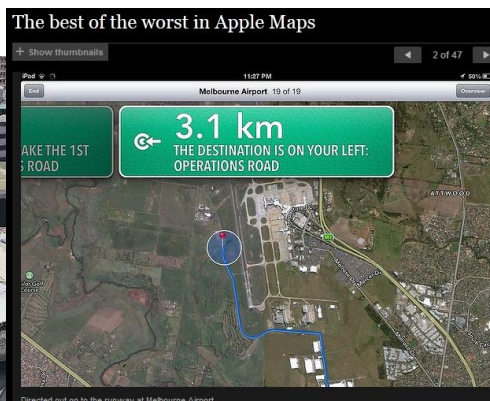 The best of the worst in Apple Maps
+ Show thumbnails
2 of 47
iPad
11:27 PM
50%
End
Melbourne Airport 19 of 19
Overview
AKE THE 1ST
S ROAD
3.1 km
THE DESTINATION IS ON YOUR LEFT:
OPERATIONS ROAD
ATTWOOD
Course
Directed out on to the runway at Melbourne Airport